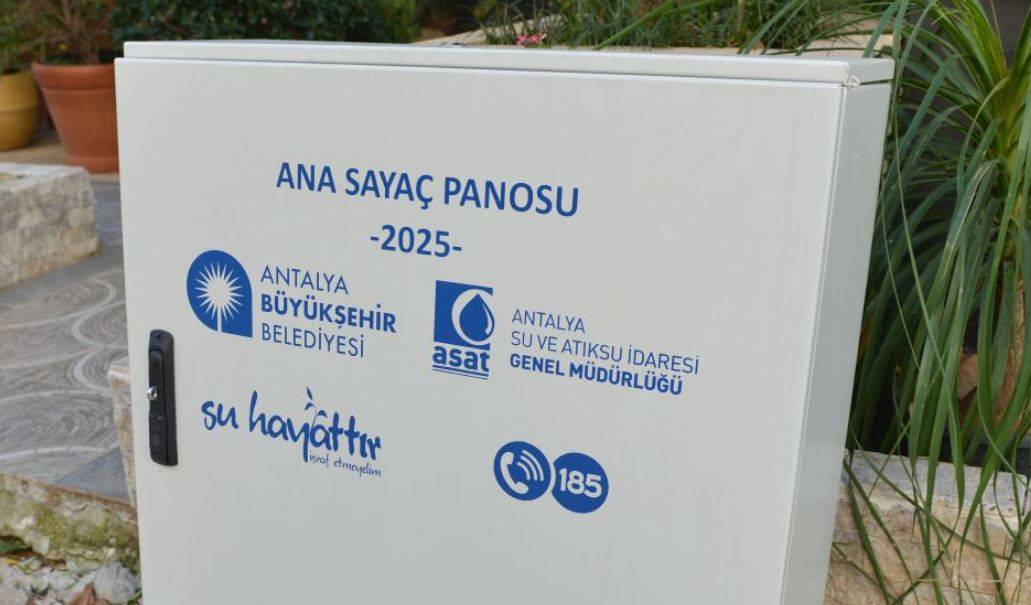 ANA SAYAÇ PANOSU
-2025-
ANTALYA
BÜYÜKŞEHİR
BELEDİYESİ
asat
ANTALYA
SU VE ATIKSU İDARESİ
GENEL MÜDÜRLÜĞÜ
su hayattır
israf etmeyelim
185